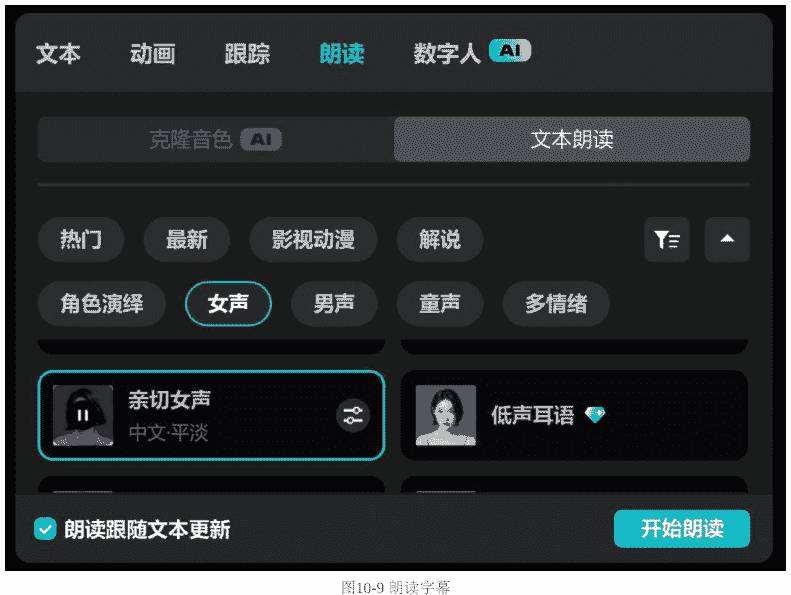 文本 动画 跟踪 朗读 数字人 AI
克隆音色 AI 文本朗读
热门 最新 影视动漫 解说
角色演绎 女声 男声 童声 多情绪
亲切女声
中文·平淡
低声耳语
朗读跟随文本更新 开始朗读
图10-9 朗读字幕